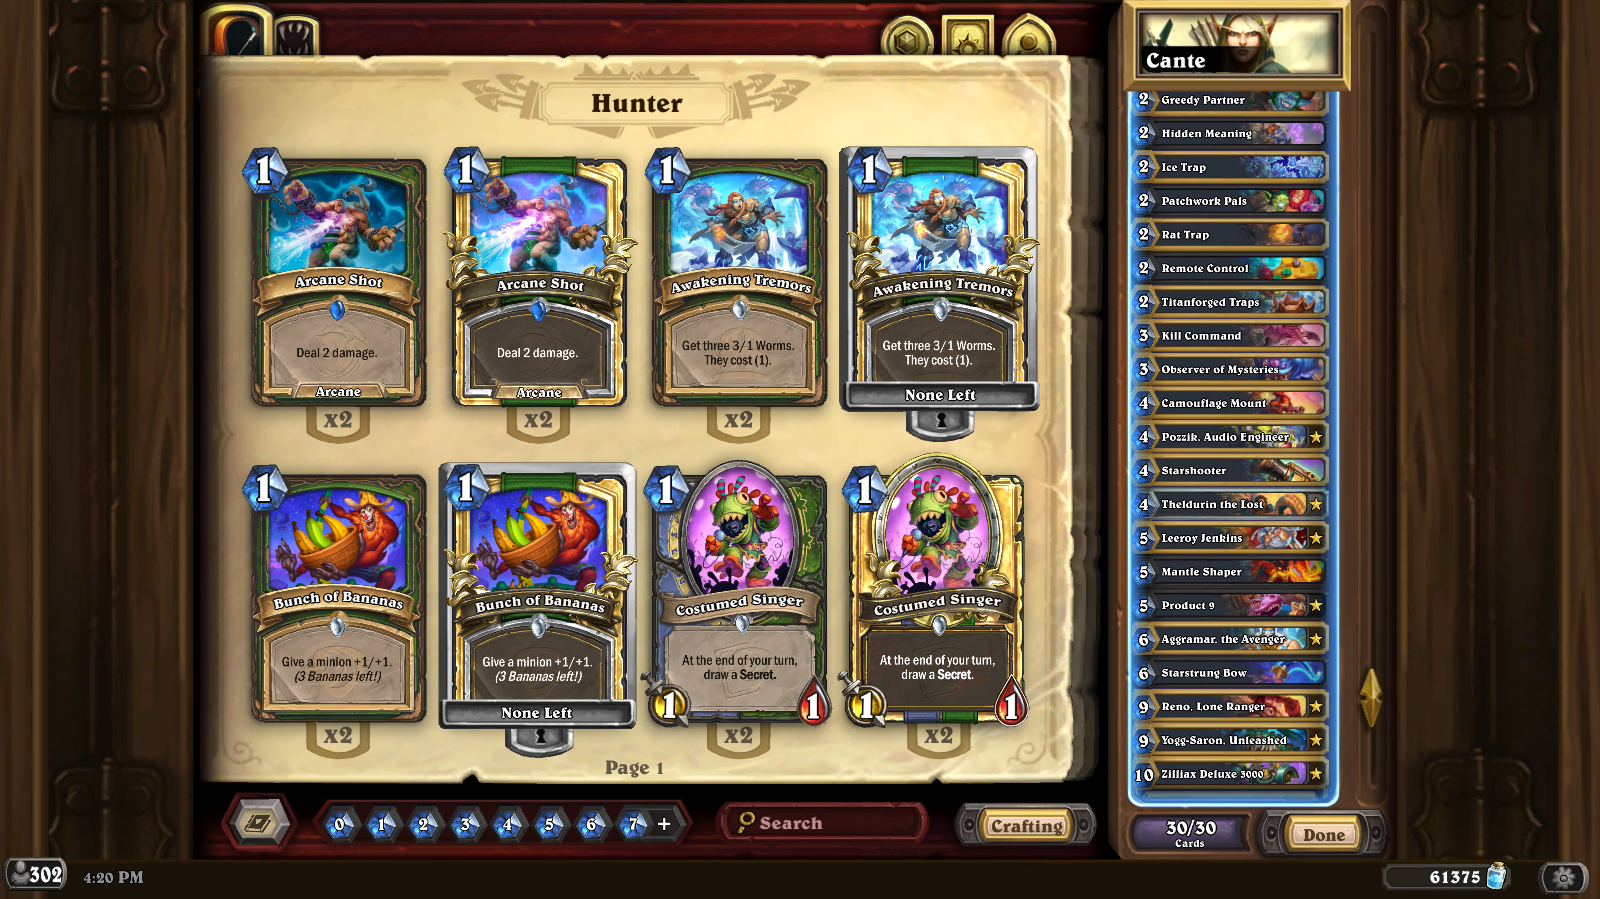 Hunter
1
Arcane Shot
Deal 2 damage.
Arcane
x2
1
Arcane Shot
Deal 2 damage.
Arcane
x2
1
Awakening Tremors
Get three 3/1 Worms.
They cost (1).
x2
1
Awakening Tremors
Get three 3/1 Worms.
They cost (1).
None Left
1
Bunch of Bananas
Give a minion +1/+1.
(3 Bananas left!)
x2
1
Bunch of Bananas
Give a minion +1/+1.
(3 Bananas left!)
None Left
1
Costumed Singer
At the end of your turn,
draw a Secret.
1 1
x2
1
Costumed Singer
At the end of your turn,
draw a Secret.
1 1
x2
Page 1
0 1 2 3 4 5 6 7 +
Search
Crafting
Cante
2 Greedy Partner
2 Hidden Meaning
2 Ice Trap
2 Patchwork Pals
2 Rat Trap
2 Remote Control
2 Titanforged Traps
3 Kill Command
3 Observer of Mysteries
4 Camouflage Mount
4 Pozzik, Audio Engineer
4 Starshooter
4 Theldurin the Lost
5 Leeroy Jenkins
5 Mantle Shaper
5 Product 9
6 Aggramar, the Avenger
6 Starstrung Bow
9 Reno, Lone Ranger
9 Yogg-Saron, Unleashed
10 Zilliax Deluxe 3000
30/30
Cards
Done
302
4:20 PM
61375